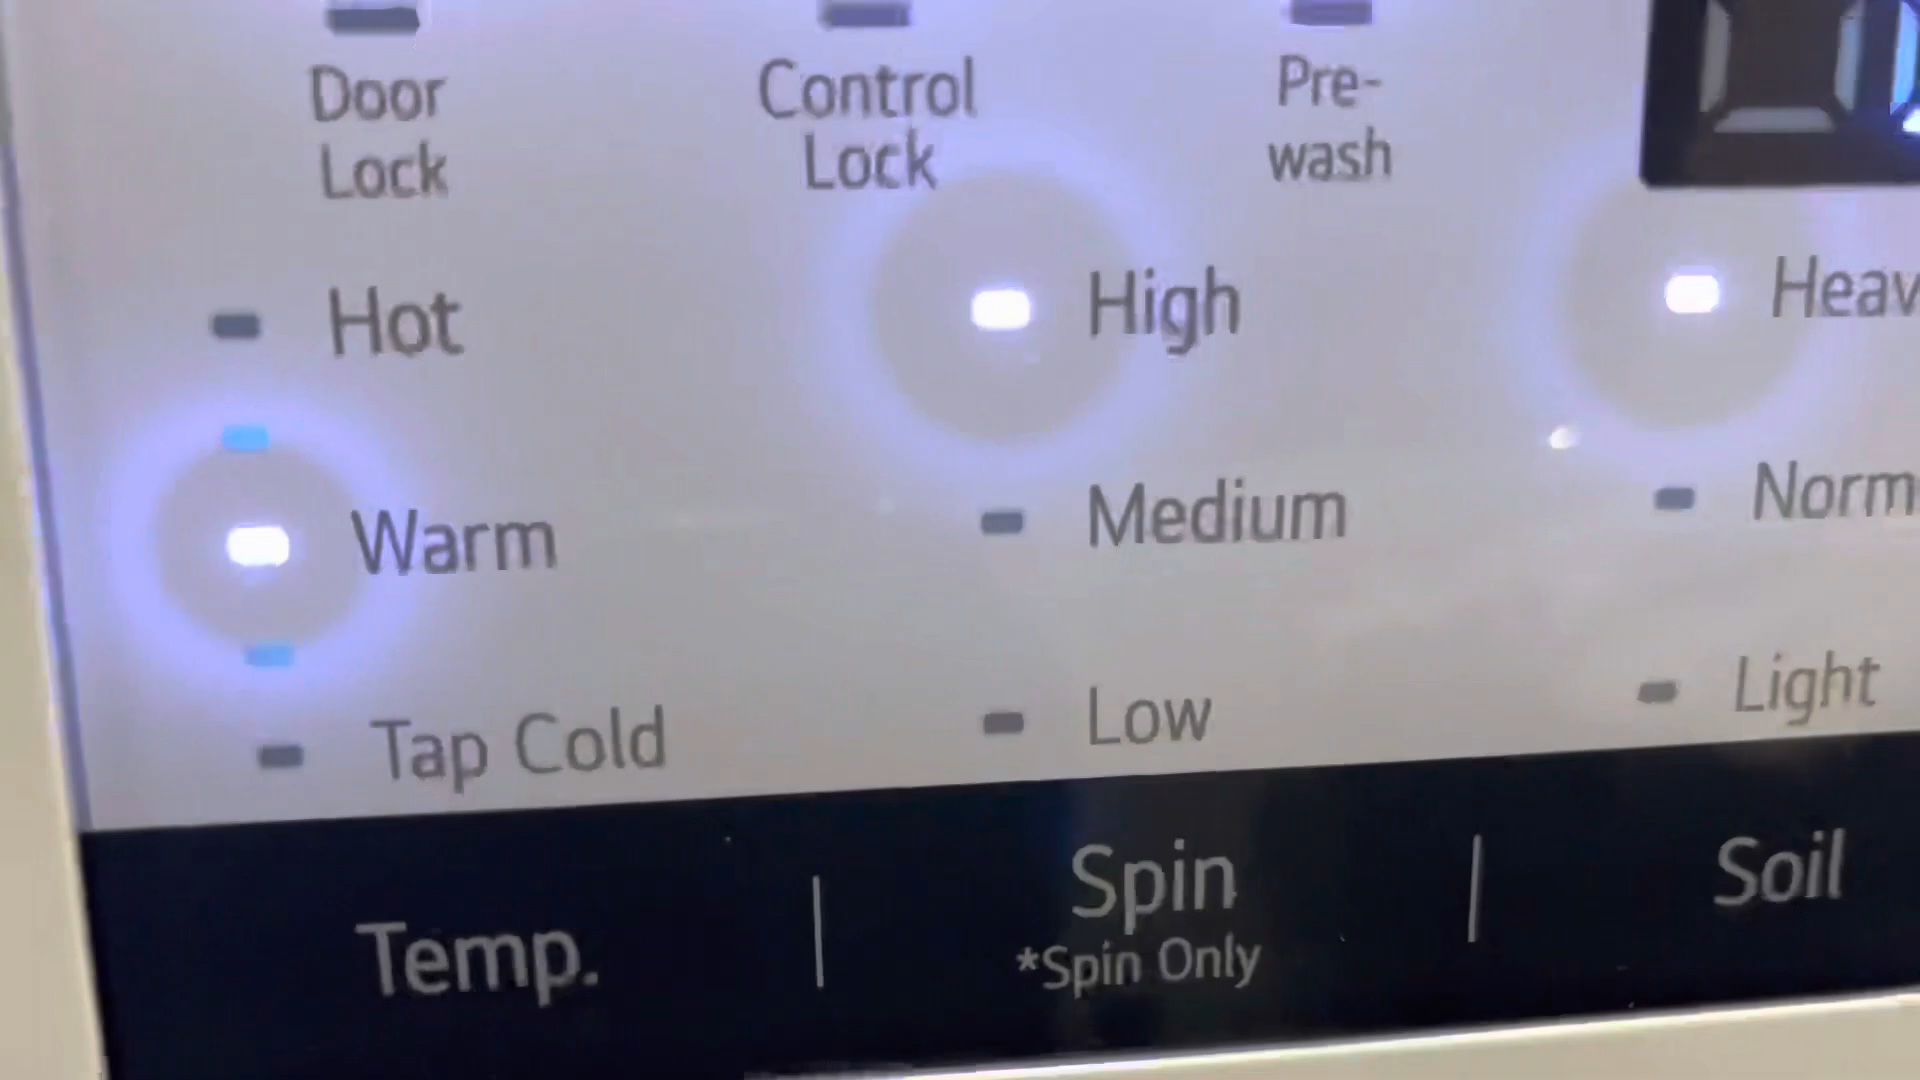 Door
Lock
Control
Lock
Pre-
wash
Hot
High
Heav
Warm
Medium
Norm
Tap Cold
Low
Light
Temp.
Spin
*Spin Only
Soil